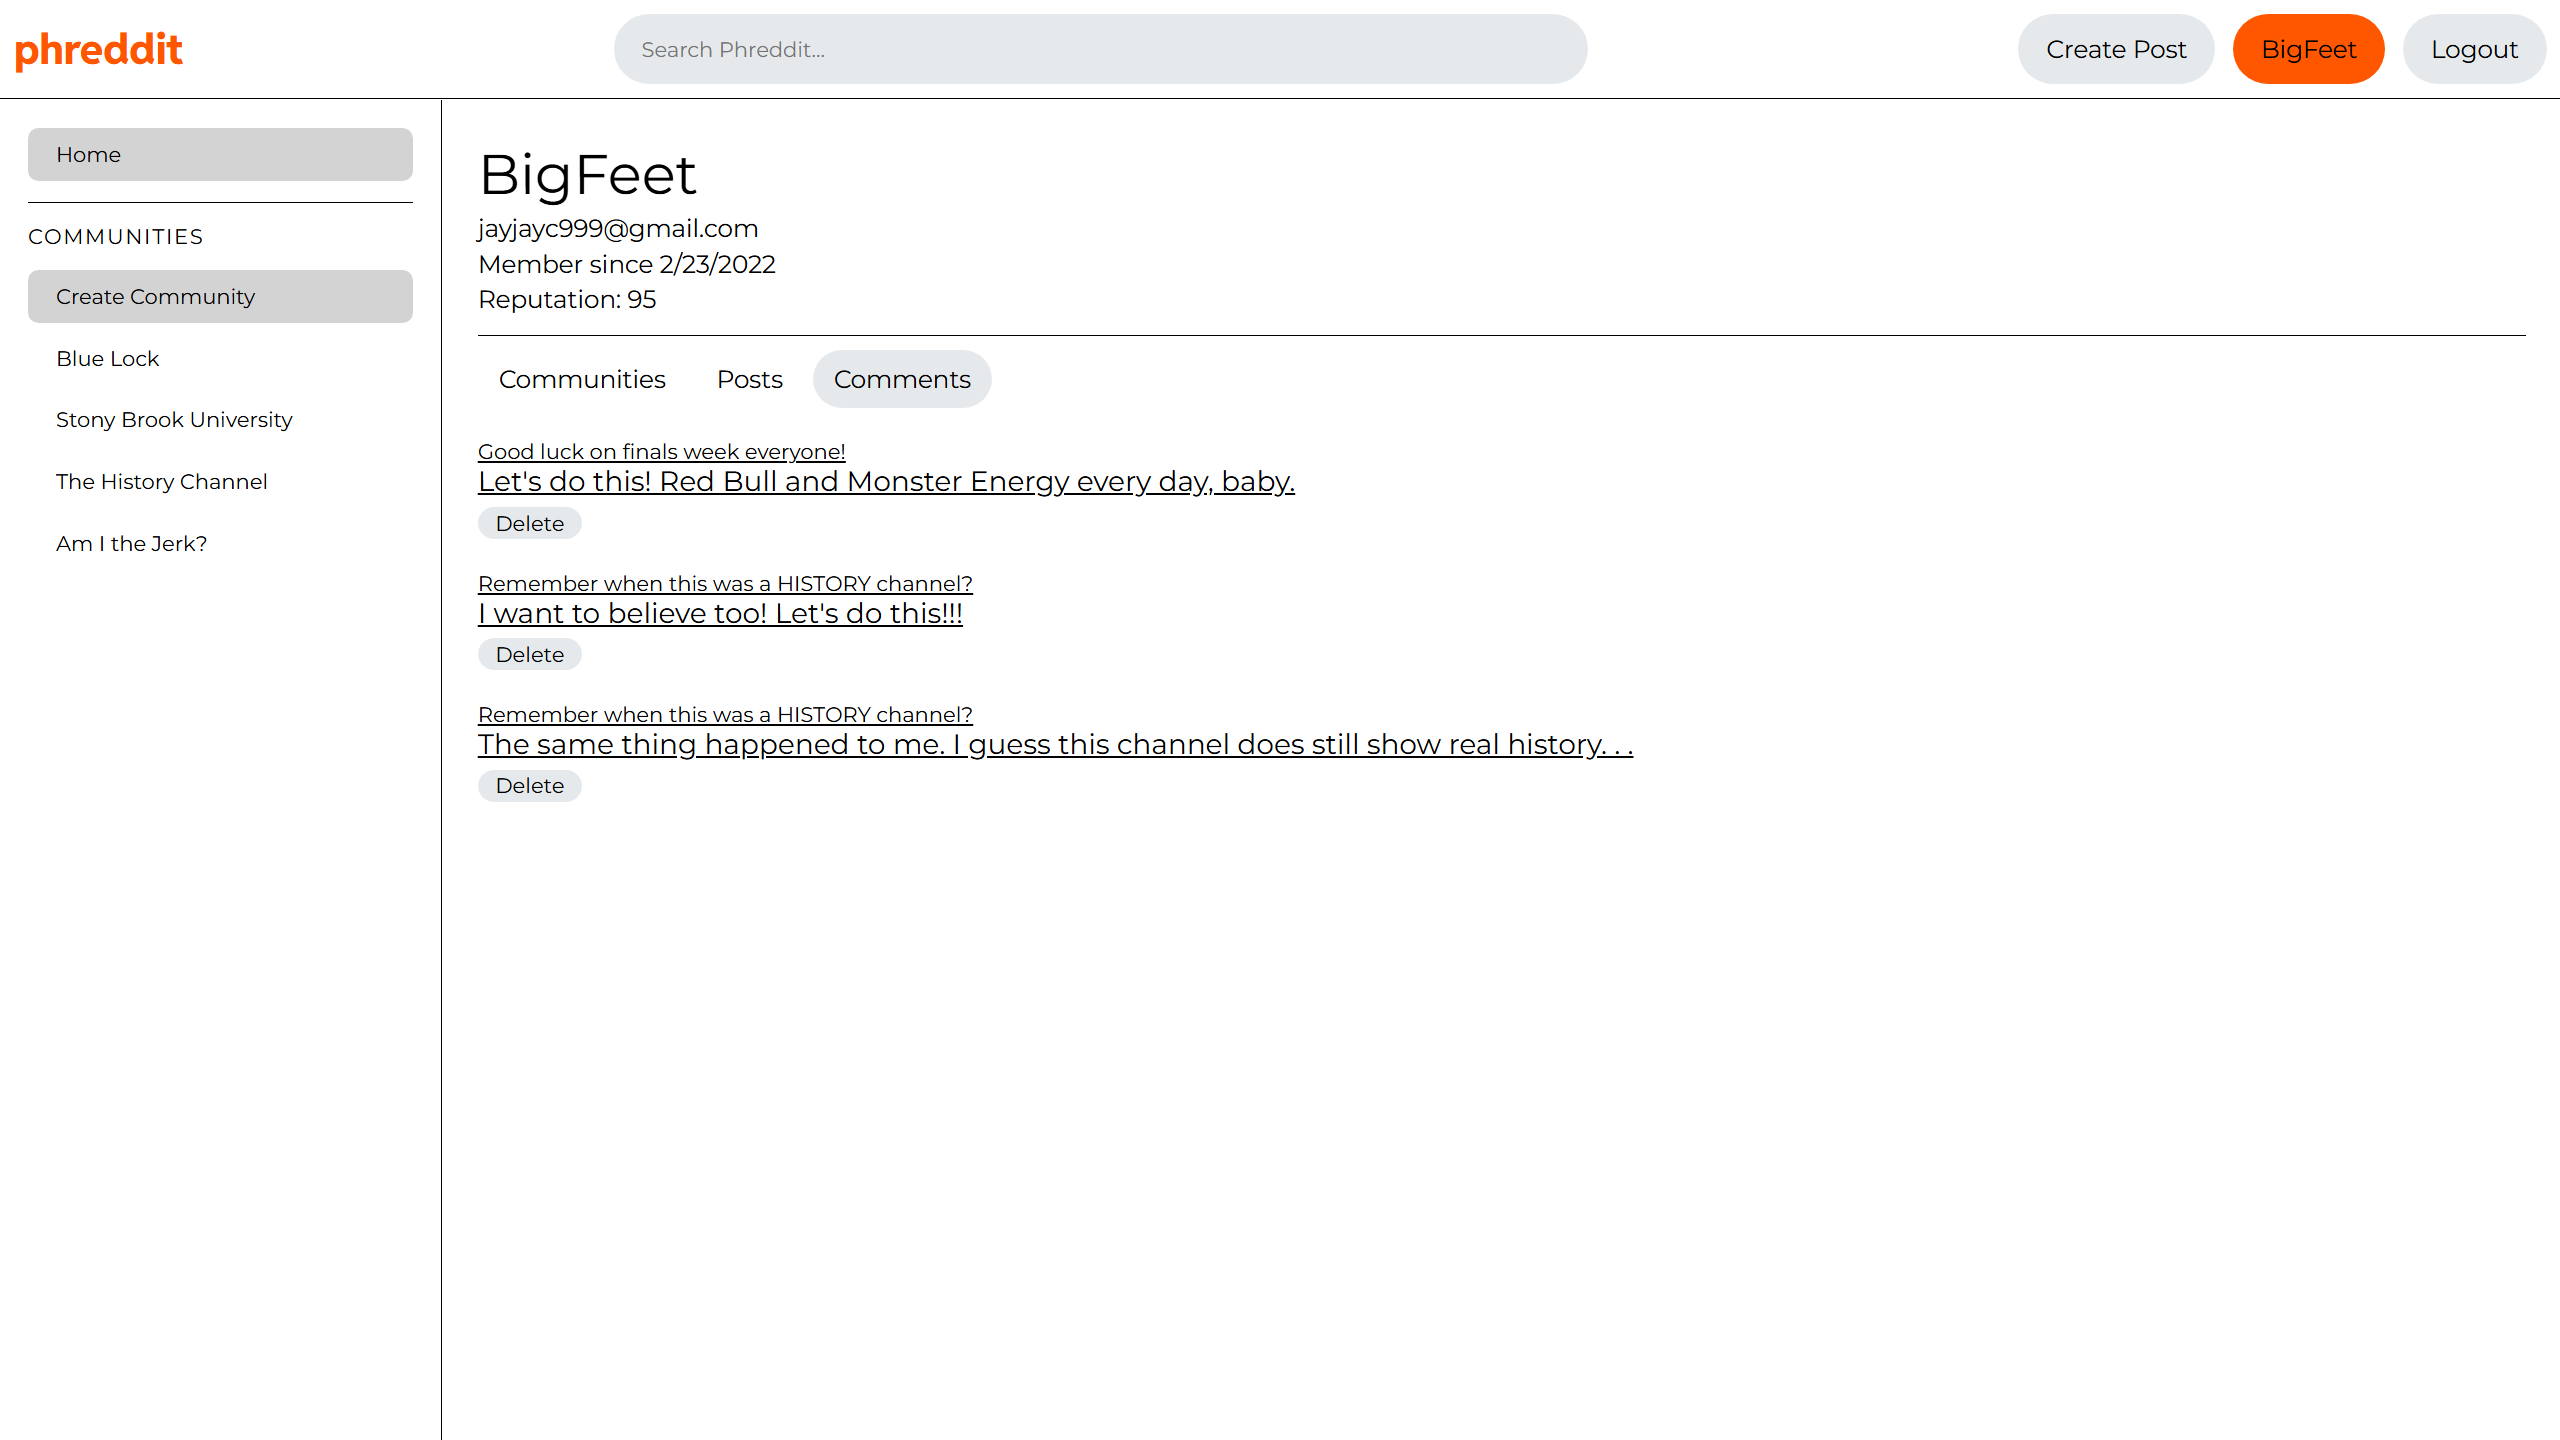 phreddit
Search Phreddit...
Create Post
BigFeet
Logout
Home
COMMUNITIES
Create Community
Blue Lock
Stony Brook University
The History Channel
Am I the Jerk?
BigFeet
jayjayc999@gmail.com
Member since 2/23/2022
Reputation: 95
Communities
Posts
Comments
Good luck on finals week everyone!
Let's do this! Red Bull and Monster Energy every day, baby.
Delete
Remember when this was a HISTORY channel?
I want to believe too! Let's do this!!!
Delete
Remember when this was a HISTORY channel?
The same thing happened to me. I guess this channel does still show real history. . .
Delete